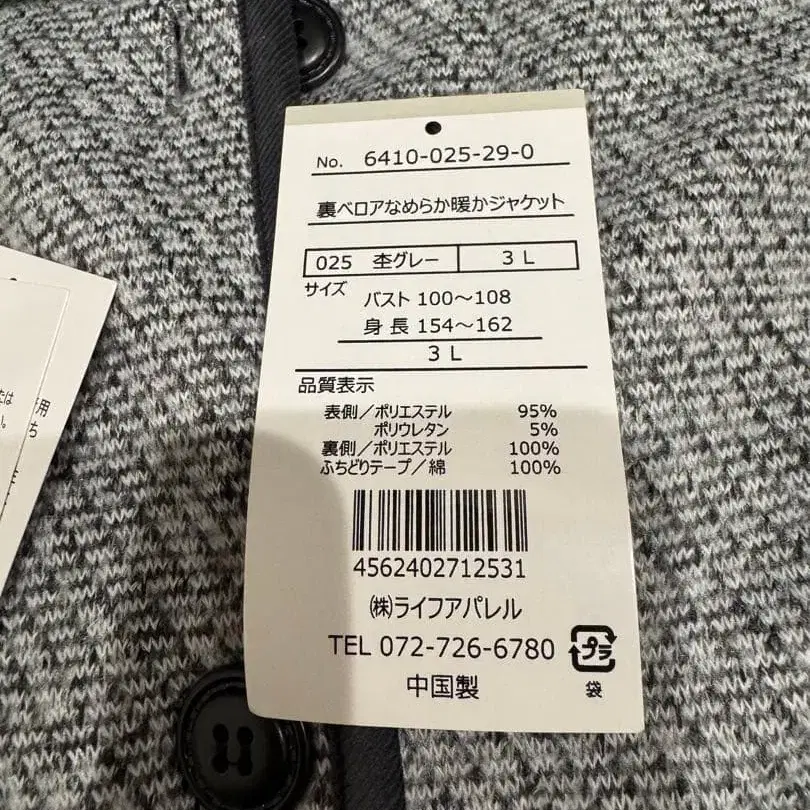 No. 6410-025-29-0
裏ベロアなめらか暖かジャケット
025 杢グレー 3L
サイズ
バスト 100～108
身長 154～162
3L
品質表示
表側／ポリエステル 95%
ポリウレタン 5%
裏側／ポリエステル 100%
ふちどりテープ／綿 100%
4562402712531
㈱ライフアパレル
TEL 072-726-6780
プラ
袋
中国製